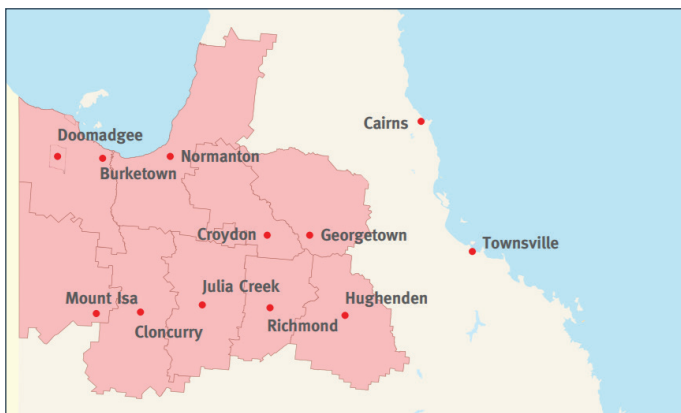 Cairns
Doomadgee
Normanton
Burketown
Croydon
Georgetown
Townsville
Julia Creek
Mount Isa
Hughenden
Richmond
Cloncurry